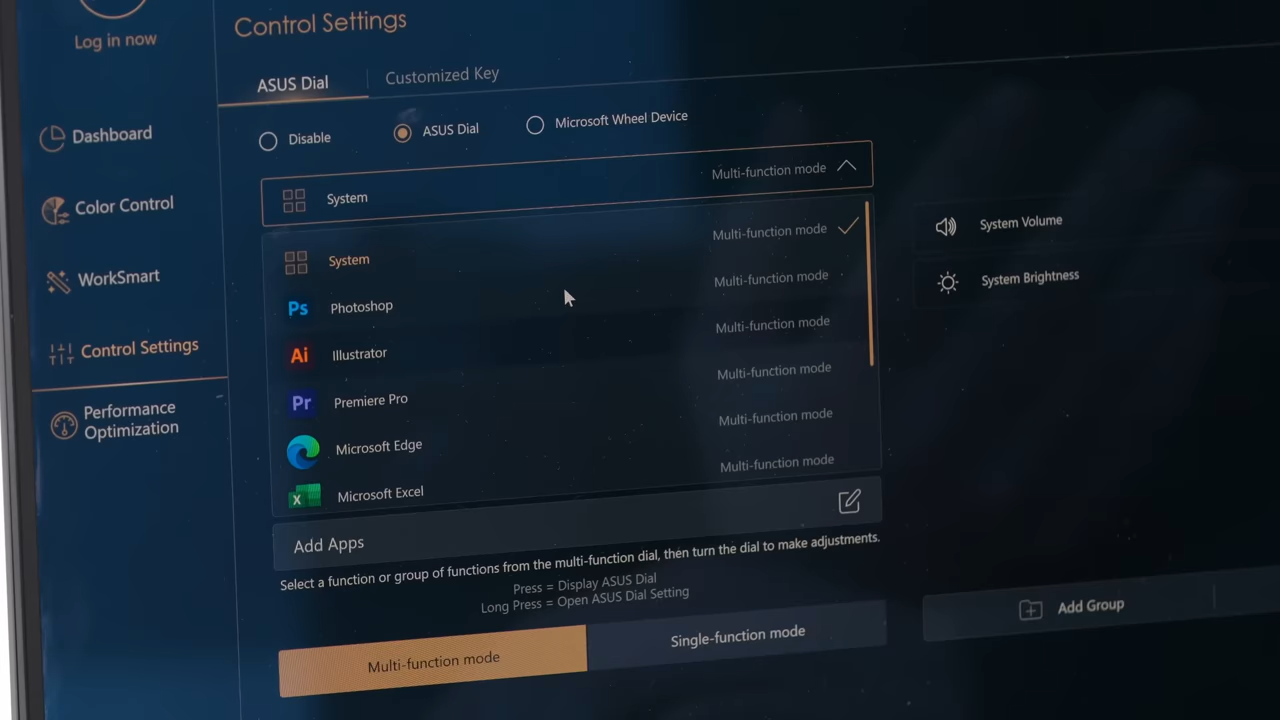 Log in now
Dashboard
Color Control
WorkSmart
Control Settings
Performance
Optimization
Control Settings
ASUS Dial
Customized Key
Disable
ASUS Dial
Microsoft Wheel Device
System
Multi-function mode
System
Multi-function mode
Ps
Photoshop
Multi-function mode
Ai
Illustrator
Multi-function mode
Pr
Premiere Pro
Multi-function mode
Microsoft Edge
Multi-function mode
X
Microsoft Excel
Multi-function mode
Add Apps
Select a function or group of functions from the multi-function dial, then turn the dial to make adjustments.
Press = Display ASUS Dial
Long Press = Open ASUS Dial Setting
Multi-function mode
Single-function mode
System Volume
System Brightness
Add Group